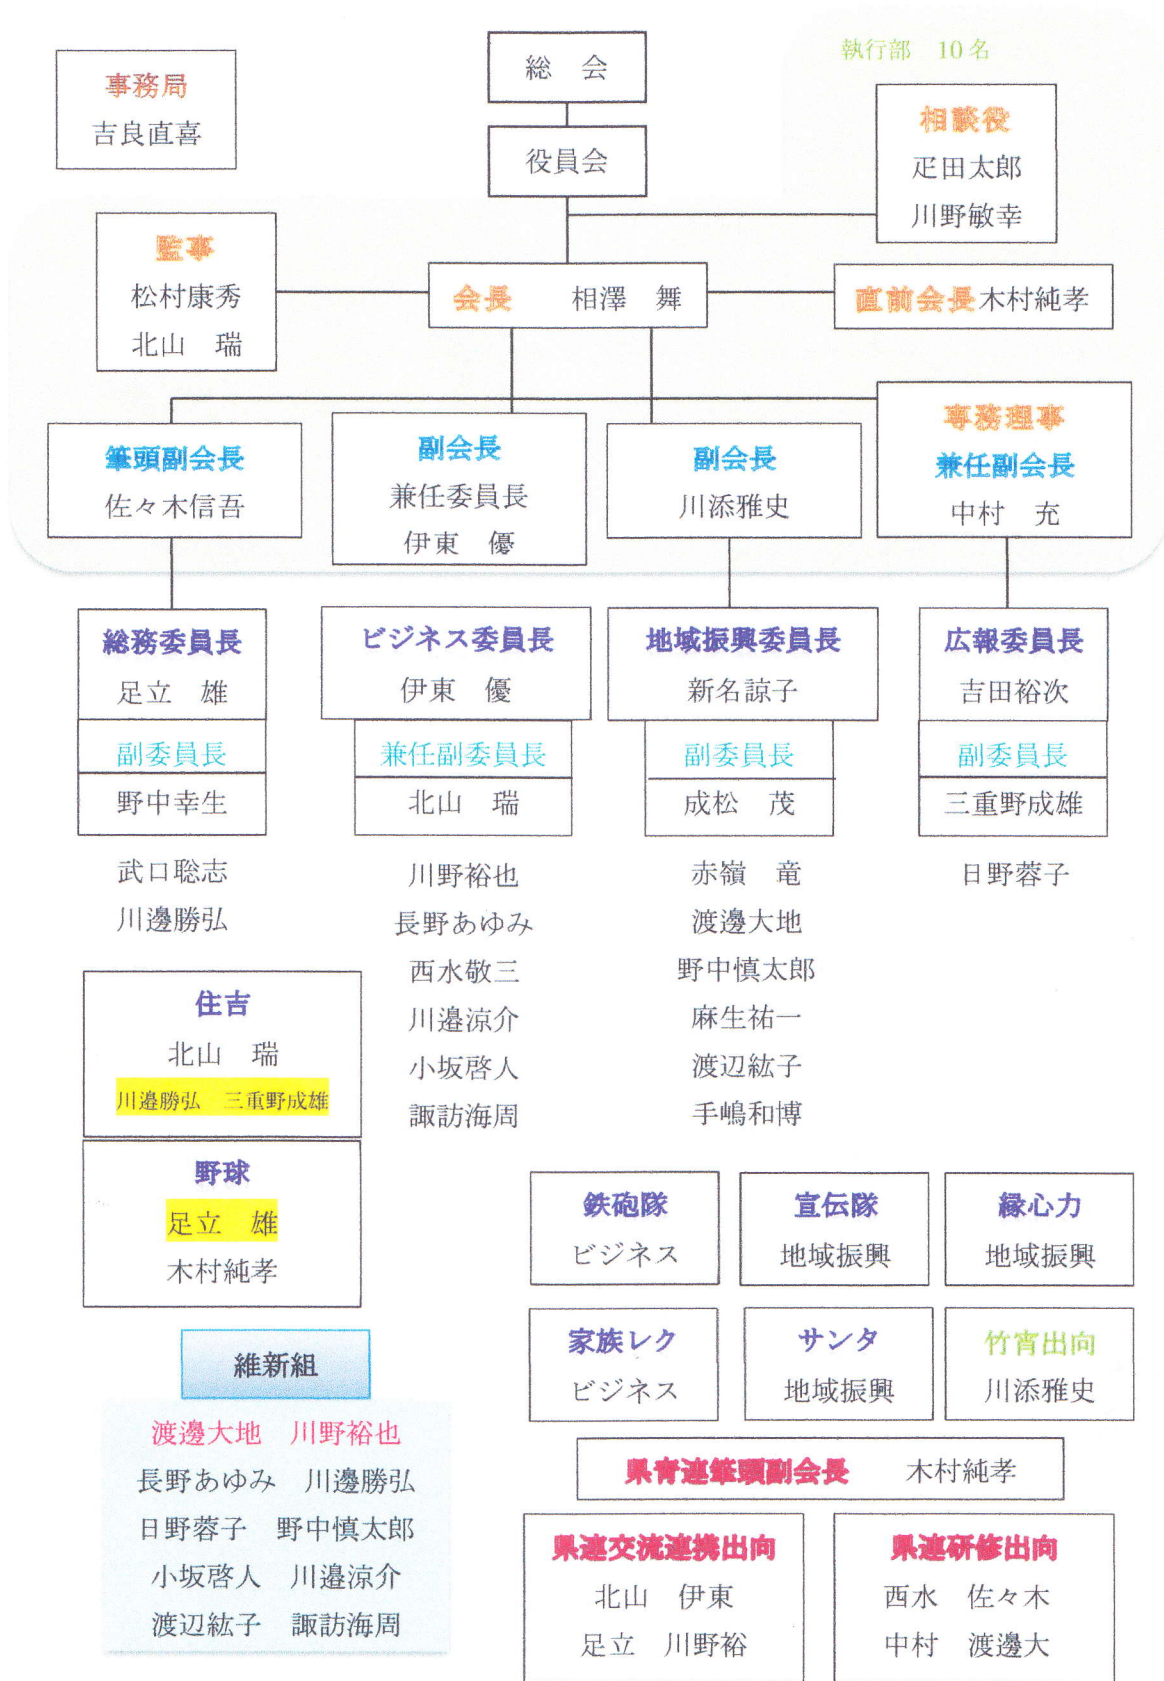 執行部　10名
総　会
事務局
吉良直喜
役員会
相談役
疋田太郎
川野敏幸
監事
松村康秀
北山　瑞
会長　相澤　舞
直前会長木村純孝
筆頭副会長
佐々木信吾
副会長
兼任委員長
伊東　優
副会長
川添雅史
専務理事
兼任副会長
中村　充
総務委員長
足立　雄
副委員長
野中幸生
武口聡志
川邊勝弘
ビジネス委員長
伊東　優
兼任副委員長
北山　瑞
川野裕也
長野あゆみ
西水敬三
川邉涼介
小坂啓人
諏訪海周
地域振興委員長
新名諒子
副委員長
成松　茂
赤嶺　竜
渡邊大地
野中慎太郎
麻生祐一
渡辺紘子
手嶋和博
広報委員長
吉田裕次
副委員長
三重野成雄
日野蓉子
住吉
北山　瑞
川邉勝弘　三重野成雄
野球
足立　雄
木村純孝
鉄砲隊
ビジネス
宣伝隊
地域振興
縁心力
地域振興
家族レク
ビジネス
サンタ
地域振興
竹宵出向
川添雅史
維新組
渡邊大地　川野裕也
長野あゆみ　川邊勝弘
日野蓉子　野中慎太郎
小坂啓人　川邉涼介
渡辺紘子　諏訪海周
県青連筆頭副会長　木村純孝
県連交流連携出向
北山　伊東
足立　川野裕
県連研修出向
西水　佐々木
中村　渡邊大